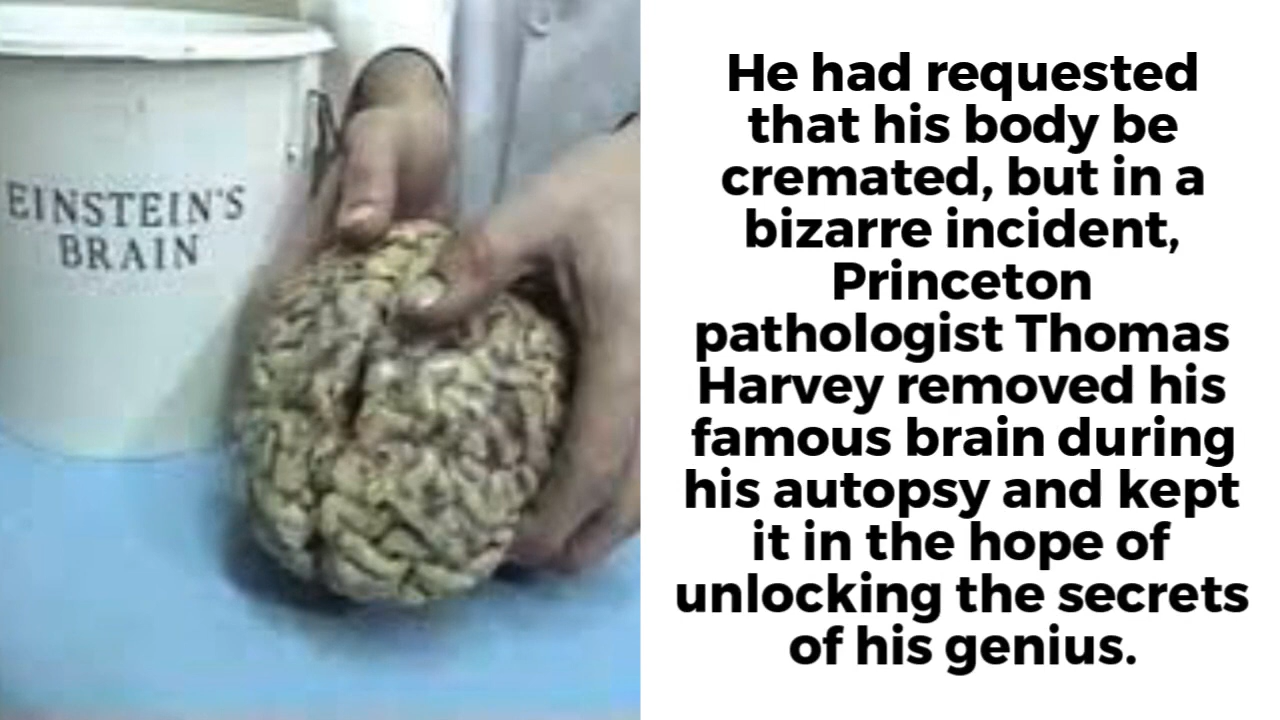 EINSTEIN'S
BRAIN
He had requested
that his body be
cremated, but in a
bizarre incident,
Princeton
pathologist Thomas
Harvey removed his
famous brain during
his autopsy and kept
it in the hope of
unlocking the secrets
of his genius.